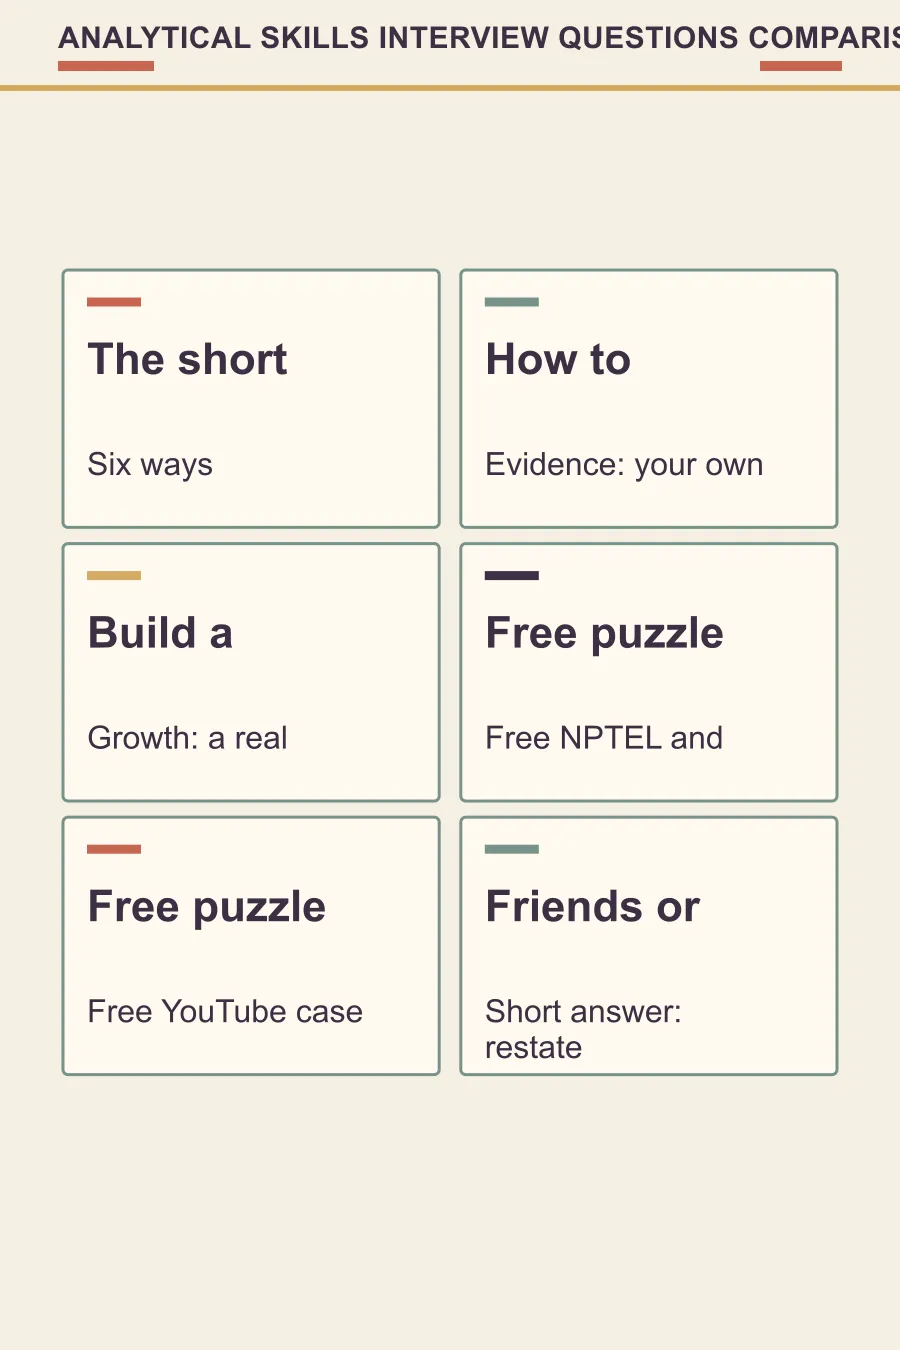 ANALYTICAL SKILLS INTERVIEW QUESTIONS COMPARIS
The short
Six ways
How to
Evidence: your own
Build a
Growth: a real
Free puzzle
Free NPTEL and
Free puzzle
Free YouTube case
Friends or
Short answer:
restate